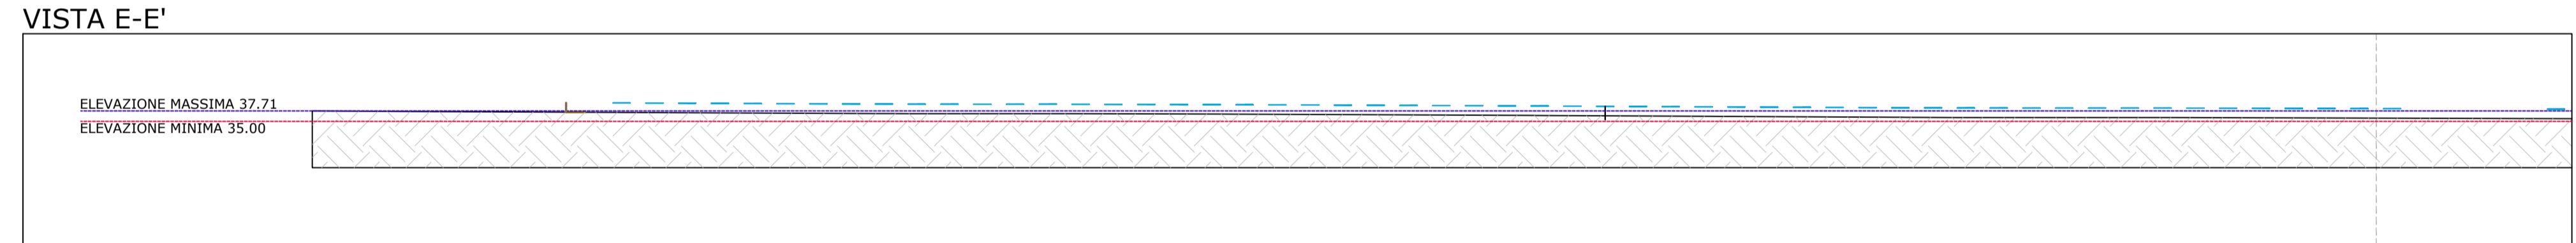 VISTA E-E'
ELEVAZIONE MASSIMA 37.71
ELEVAZIONE MINIMA 35.00